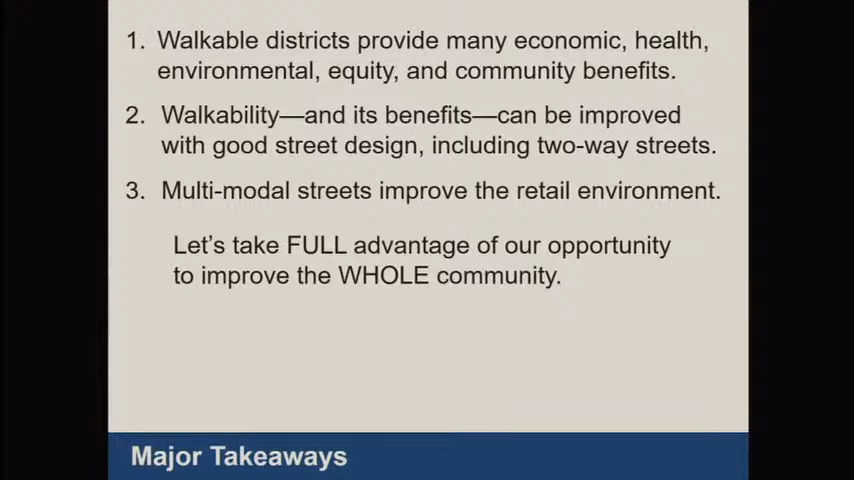 1. Walkable districts provide many economic, health,
environmental, equity, and community benefits.
2. Walkability—and its benefits—can be improved
with good street design, including two-way streets.
3. Multi-modal streets improve the retail environment.
Let's take FULL advantage of our opportunity
to improve the WHOLE community.
Major Takeaways